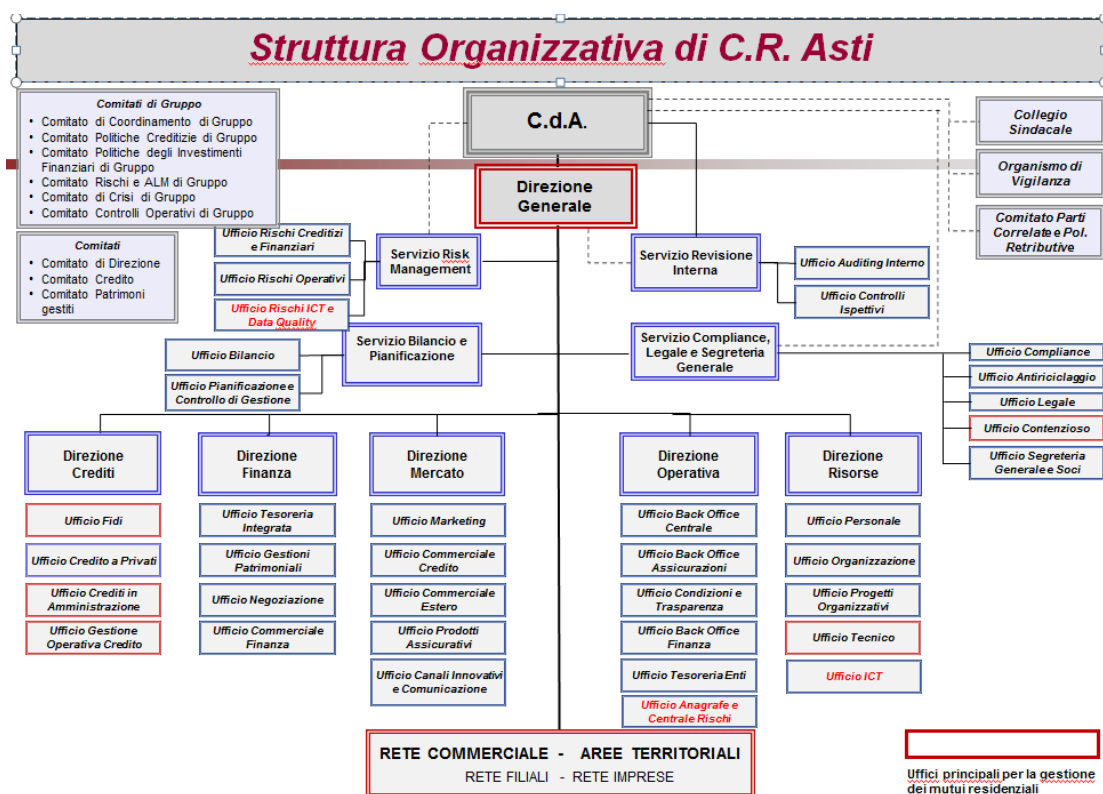 Struttura Organizzativa di C.R. Asti
Comitati di Gruppo
• Comitato di Coordinamento di Gruppo
• Comitato Politiche Creditizie di Gruppo
• Comitato Politiche degli Investimenti
Finanziari di Gruppo
• Comitato Rischi e ALM di Gruppo
• Comitato di Crisi di Gruppo
• Comitato Controlli Operativi di Gruppo
C.d.A.
Direzione
Generale
Collegio
Sindacale
Organismo di
Vigilanza
Comitato Parti
Correlate e Pol.
Retributive
Comitati
• Comitato di Direzione
• Comitato Credito
• Comitato Patrimoni
gestiti
Ufficio Rischi Creditizi
e Finanziari
Ufficio Rischi Operativi
Ufficio Rischi ICT e
Data Quality
Servizio Risk
Management
Servizio Revisione
Interna
Ufficio Auditing Interno
Ufficio Controlli
Ispettivi
Ufficio Bilancio
Ufficio Pianificazione e
Controllo di Gestione
Servizio Bilancio e
Pianificazione
Servizio Compliance,
Legale e Segreteria
Generale
Ufficio Compliance
Ufficio Antiriciclaggio
Ufficio Legale
Ufficio Contenzioso
Ufficio Segreteria
Generale e Soci
Direzione
Crediti
Ufficio Fidi
Ufficio Credito a Privati
Ufficio Crediti in
Amministrazione
Ufficio Gestione
Operativa Credito
Direzione
Finanza
Ufficio Tesoreria
Integrata
Ufficio Gestioni
Patrimoniali
Ufficio Negoziazione
Ufficio Commerciale
Finanza
Direzione
Mercato
Ufficio Marketing
Ufficio Commerciale
Credito
Ufficio Commerciale
Estero
Ufficio Prodotti
Assicurativi
Ufficio Canali Innovativi
e Comunicazione
Direzione
Operativa
Ufficio Back Office
Centrale
Ufficio Back Office
Assicurazioni
Ufficio Condizioni e
Trasparenza
Ufficio Back Office
Finanza
Ufficio Tesoreria Enti
Ufficio Anagrafe e
Centrale Rischi
Direzione
Risorse
Ufficio Personale
Ufficio Organizzazione
Ufficio Progetti
Organizzativi
Ufficio Tecnico
Ufficio ICT
RETE COMMERCIALE - AREE TERRITORIALI
RETE FILIALI - RETE IMPRESE
Uffici principali per la gestione
dei mutui residenziali